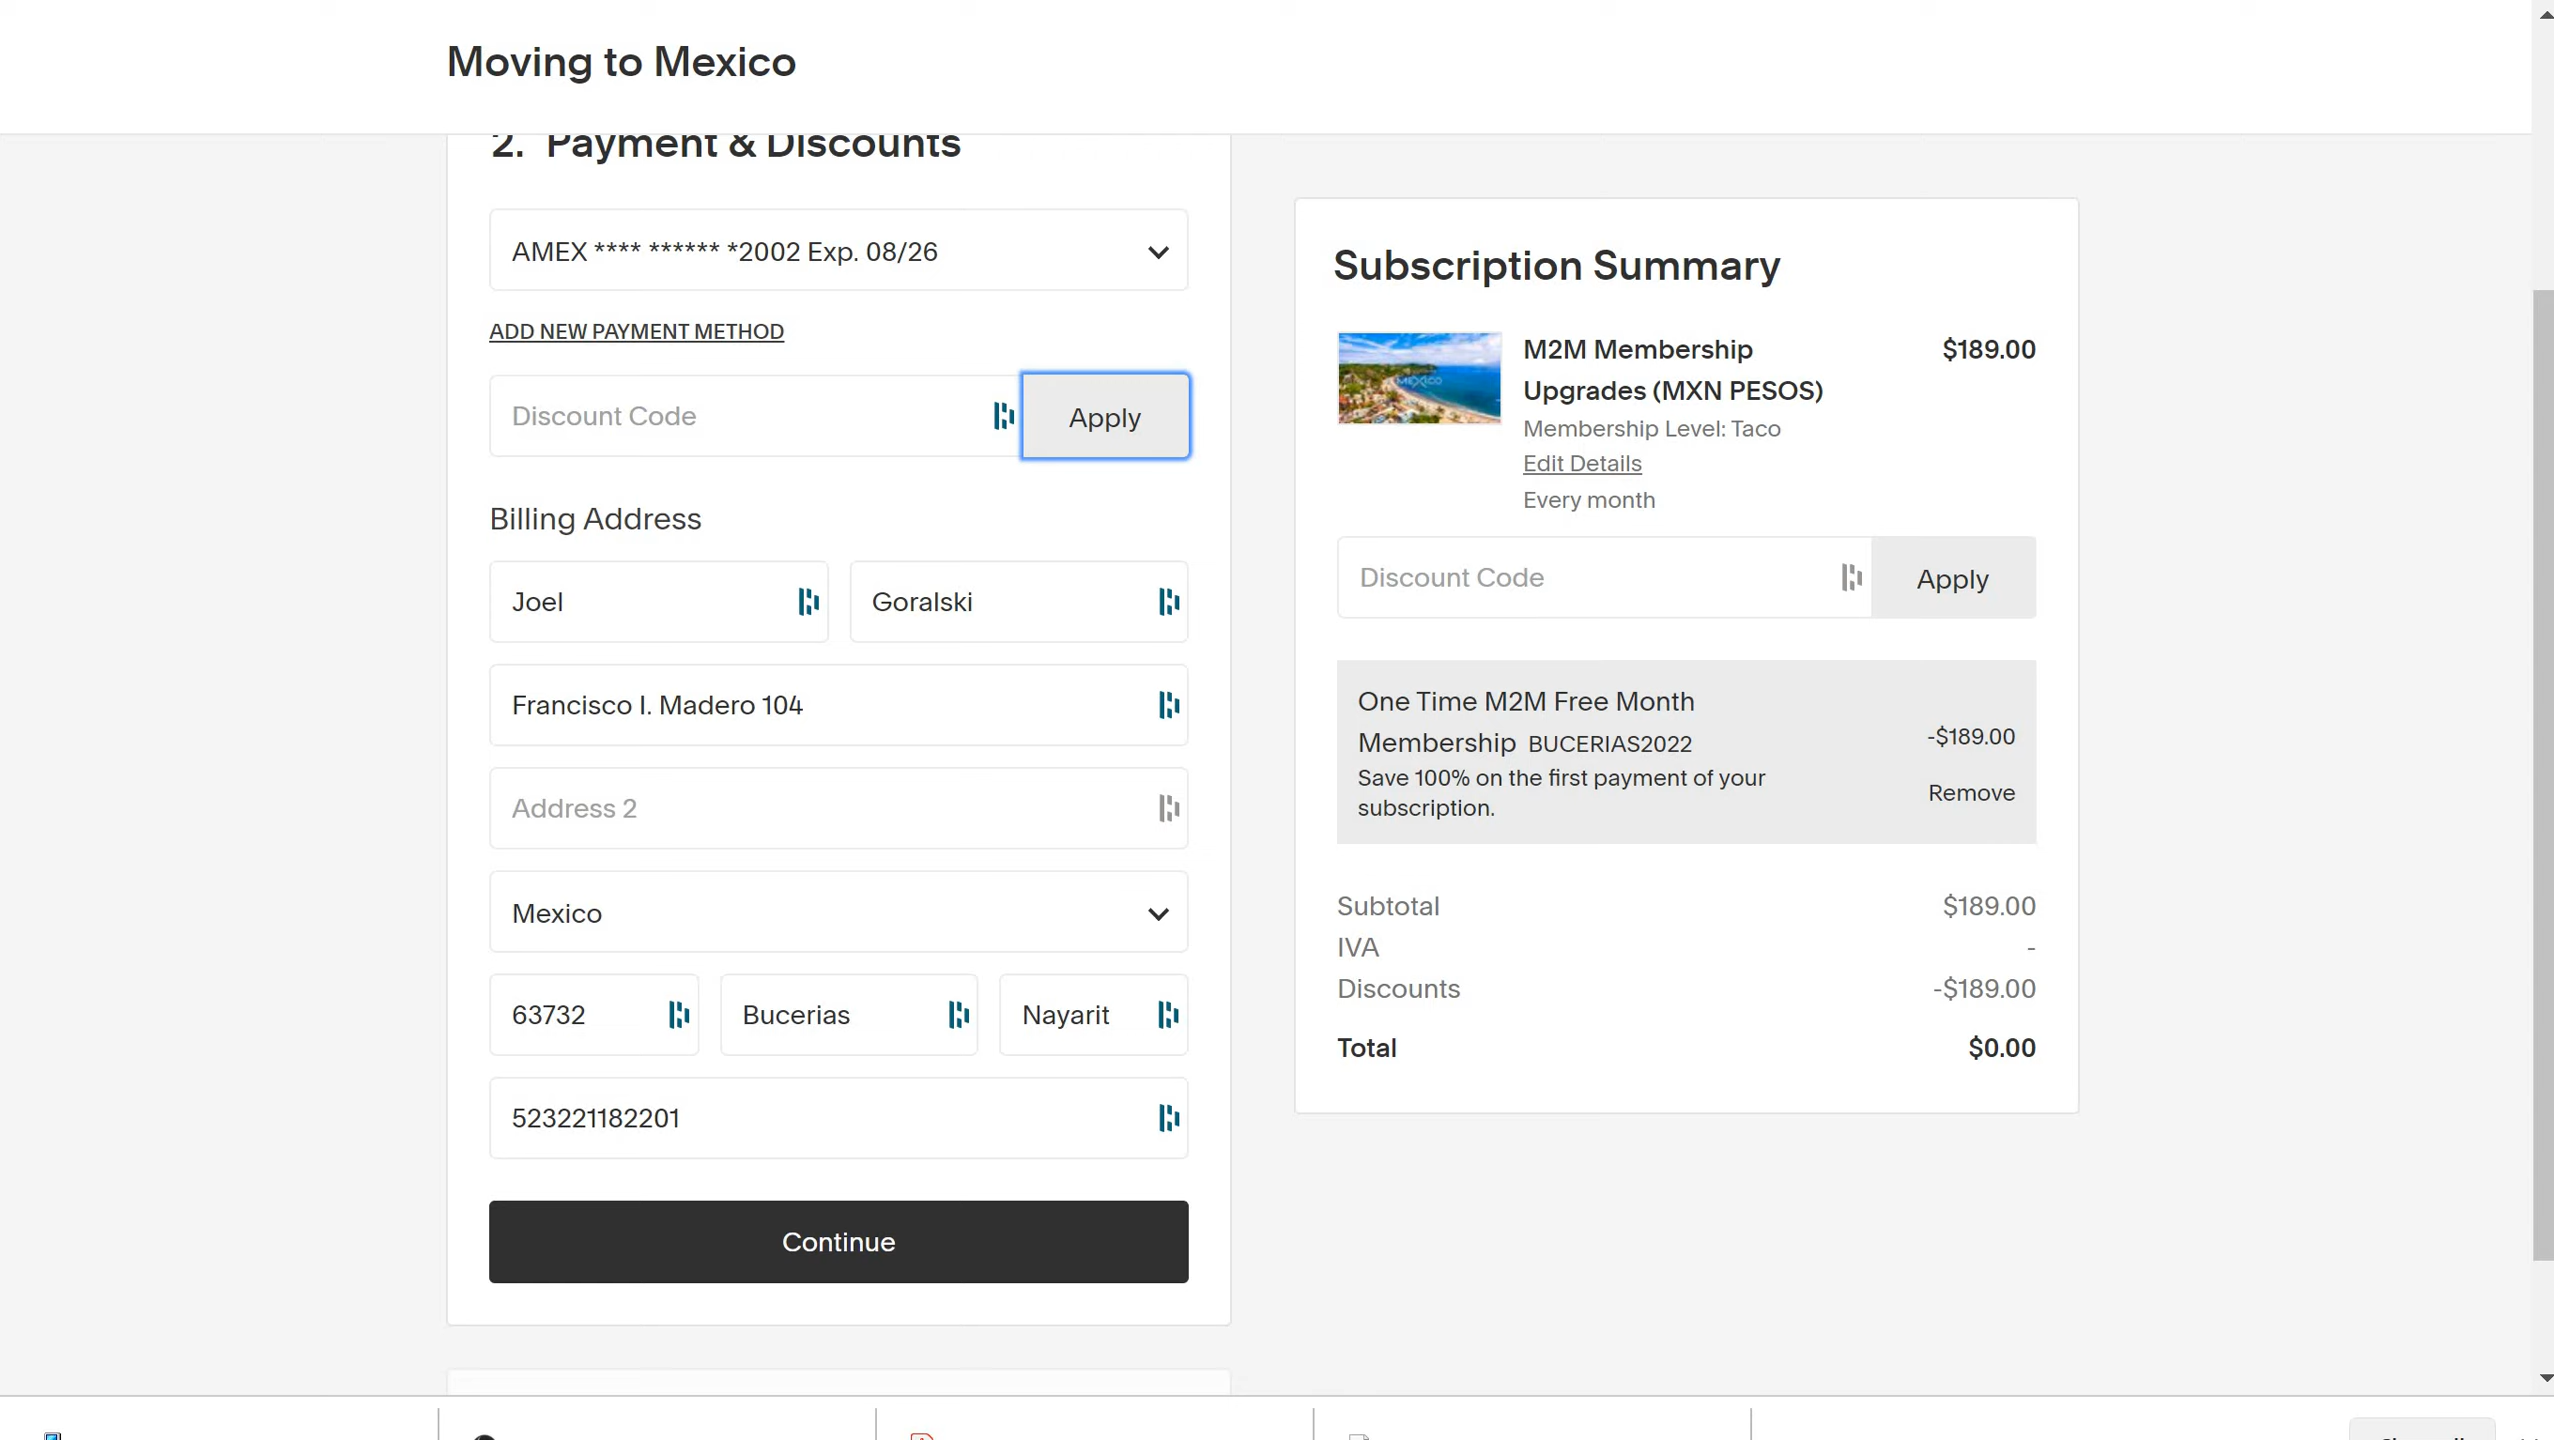 Moving to Mexico
2. Payment & Discounts
AMEX **** ****** *2002 Exp. 08/26
ADD NEW PAYMENT METHOD
Discount Code
Apply
Billing Address
Joel
Goralski
Francisco I. Madero 104
Address 2
Mexico
63732
Bucerias
Nayarit
523221182201
Continue
Subscription Summary
MEXICO
M2M Membership
Upgrades (MXN PESOS)
$189.00
Membership Level: Taco
Edit Details
Every month
Discount Code
Apply
One Time M2M Free Month
Membership BUCERIAS2022
-$189.00
Save 100% on the first payment of your
subscription.
Remove
Subtotal $189.00
IVA -
Discounts -$189.00
Total $0.00